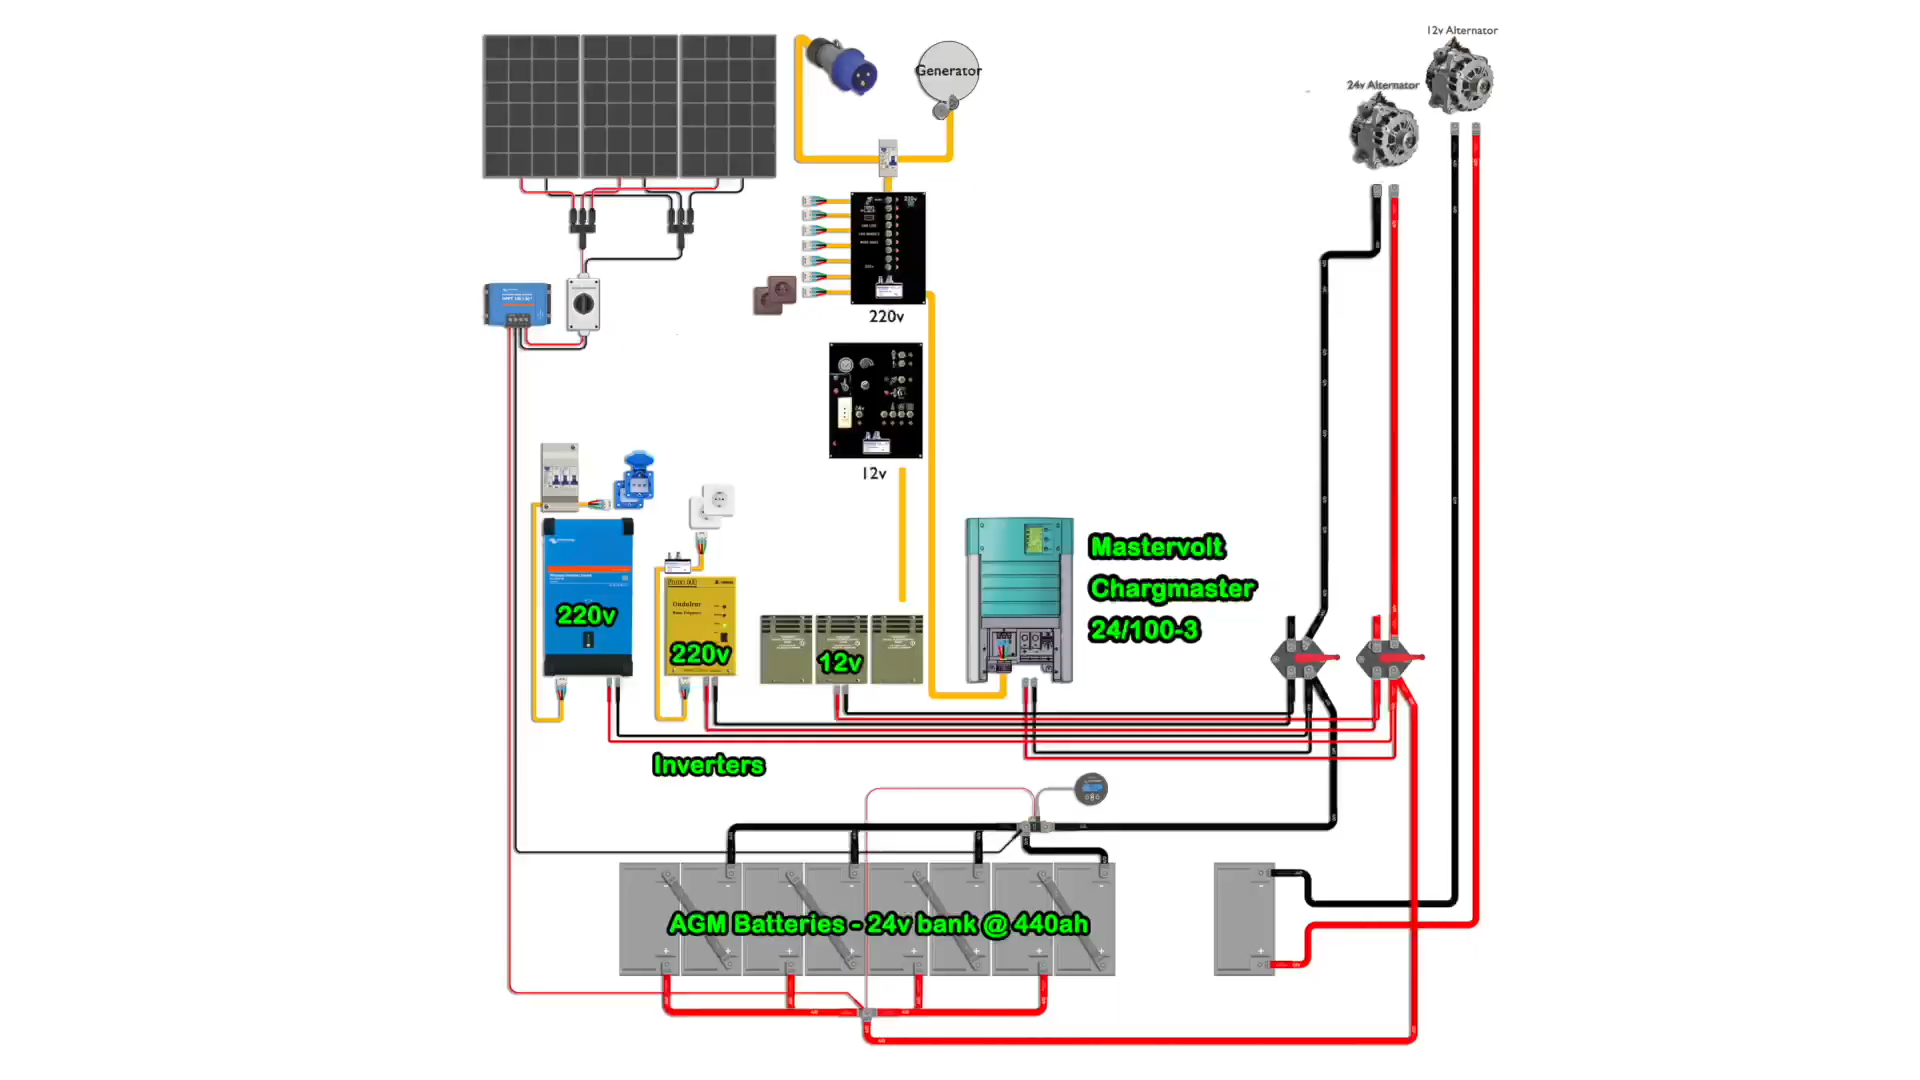 12v Alternator
Generator
24v Alternator
220v
12v
Mastervolt
Chargmaster
24/100-3
220v
Onduleur
220v
12v
Inverters
AGM Batteries - 24v bank @ 440ah